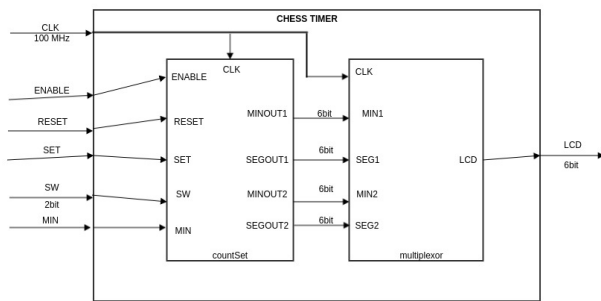 CHESS TIMER
CLK
100 MHz
ENABLE
RESET
SET
SW
2bit
MIN
CLK
ENABLE
RESET
SET
SW
MIN
MINOUT1
SEGOUT1
MINOUT2
SEGOUT2
countSet
6bit
6bit
6bit
6bit
CLK
MIN1
SEG1
MIN2
SEG2
LCD
multiplexor
LCD
6bit